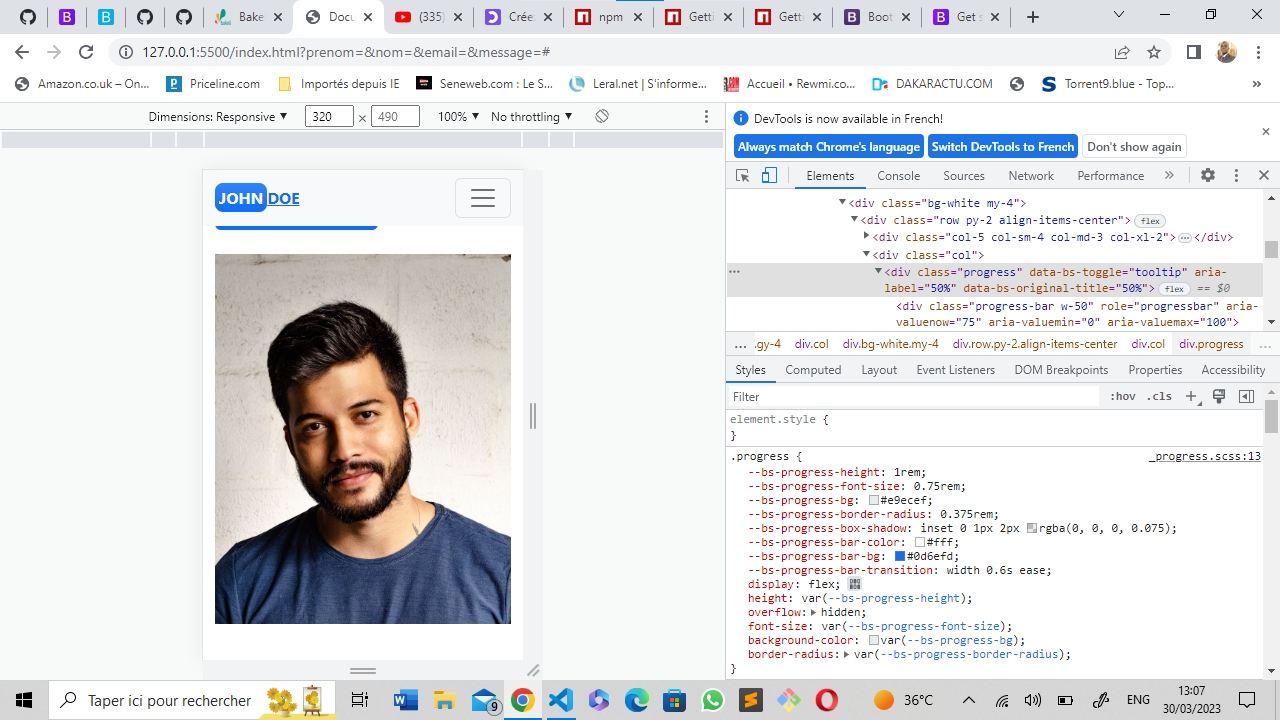 Bake
Docu
(335)
Crée
npm
Getti
Getti
Boot
Get s
127.0.0.1:5500/index.html?prenom=&nom=&email=&message=#
Amazon.co.uk – On...
Priceline.com
Importés depuis IE
Seneweb.com : Le S...
Leral.net | S'informe...
Accueil • Rewmi.co...
DAKARACTU.COM
Torrent9.blue - Top...
»
Dimensions: Responsive ▼ 320 × 490 100% ▼ No throttling ▼
DevTools is now available in French!
Always match Chrome's language Switch DevTools to French Don't show again
Elements Console Sources Network Performance »
JOHN DOE
<div class="bg-white my-4">
<div class="row py-2 align-items-center"> flex
<div class="col-5 col-sm-4 col-md-3 col-xl-2"> ⋯ </div>
<div class="col">
<div class="progress" data-bs-toggle="tooltip" aria-
label="50%" data-bs-original-title="50%"> flex == $0
<div class="progress-bar w-50" role="progressbar" aria-
valuenow="75" aria-valuemin="0" aria-valuemax="100">
... .gy-4 div.col div.bg-white.my-4 div.row.py-2.align-items-center div.col div.progress ...
Styles Computed Layout Event Listeners DOM Breakpoints Properties Accessibility
Filter :hov .cls
element.style {
}
.progress { _progress.scss:13
--bs-progress-height: 1rem;
--bs-progress-font-size: 0.75rem;
--bs-progress-bg: #e9ecef;
--bs-progress-border-radius: 0.375rem;
--bs-progress-box-shadow: inset 0 1px 2px rgba(0, 0, 0, 0.075);
--bs-progress-bar-color: #fff;
--bs-progress-bar-bg: #0d6efd;
--bs-progress-bar-transition: width 0.6s ease;
display: flex;
height: var(--bs-progress-height);
overflow: hidden;
font-size: var(--bs-progress-font-size);
background-color: var(--bs-progress-bg);
border-radius: var(--bs-progress-border-radius);
}
Taper ici pour rechercher
9
36°C
ENG
13:07
30/03/2023